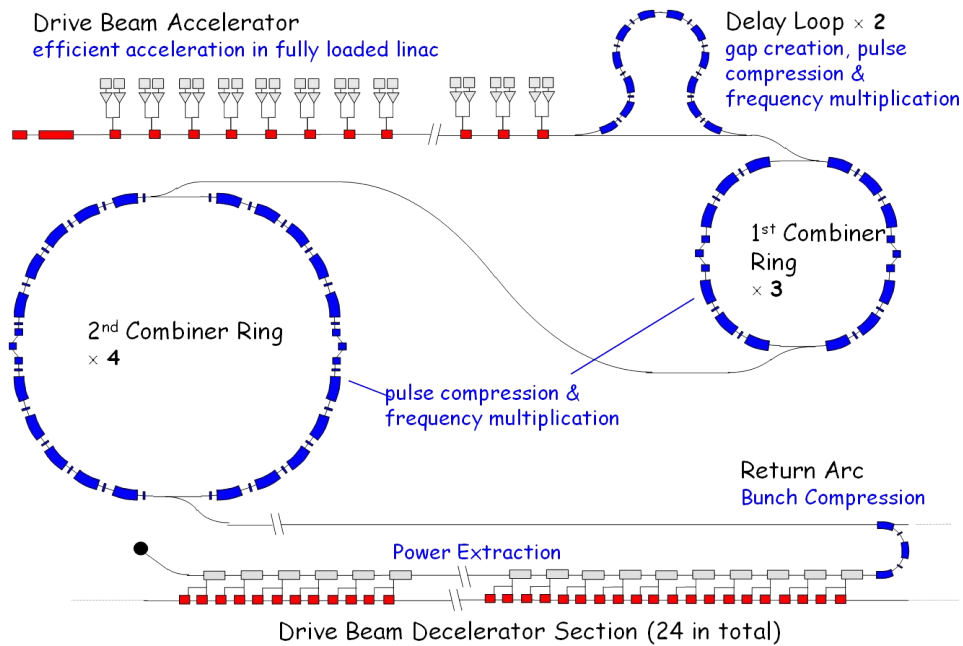 Drive Beam Accelerator
efficient acceleration in fully loaded linac
Delay Loop × 2
gap creation, pulse
compression &
frequency multiplication
1st Combiner
Ring
× 3
2nd Combiner Ring
× 4
pulse compression &
frequency multiplication
Return Arc
Bunch Compression
Power Extraction
Drive Beam Decelerator Section (24 in total)